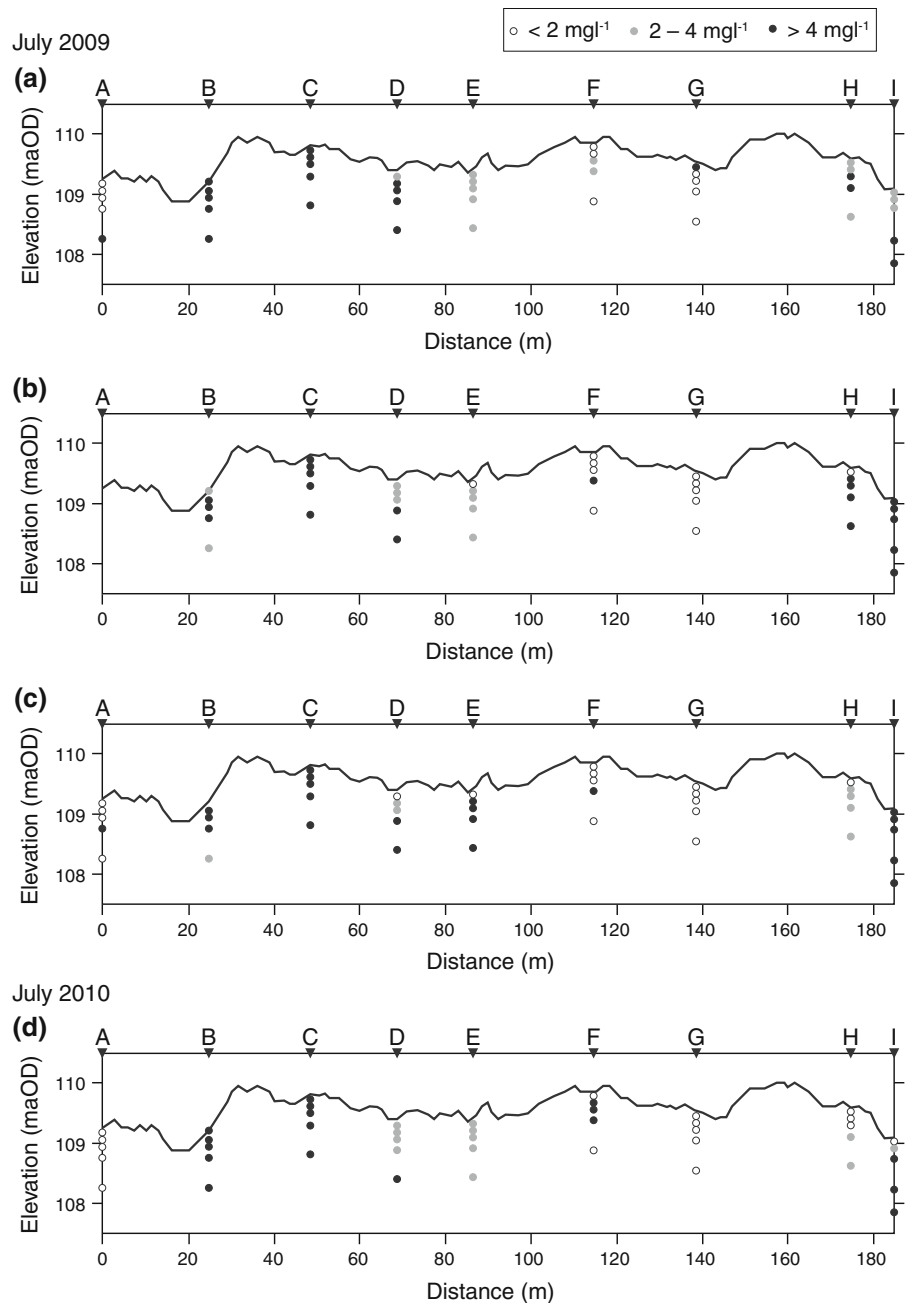 ○ < 2 mgl⁻¹ ● 2 – 4 mgl⁻¹ ● > 4 mgl⁻¹
July 2009
(a)
A B C D E F G H I
110
109
108
Elevation (maOD)
0 20 40 60 80 100 120 140 160 180
Distance (m)
(b)
A B C D E F G H I
110
109
108
Elevation (maOD)
0 20 40 60 80 100 120 140 160 180
Distance (m)
(c)
A B C D E F G H I
110
109
108
Elevation (maOD)
0 20 40 60 80 100 120 140 160 180
Distance (m)
July 2010
(d)
A B C D E F G H I
110
109
108
Elevation (maOD)
0 20 40 60 80 100 120 140 160 180
Distance (m)